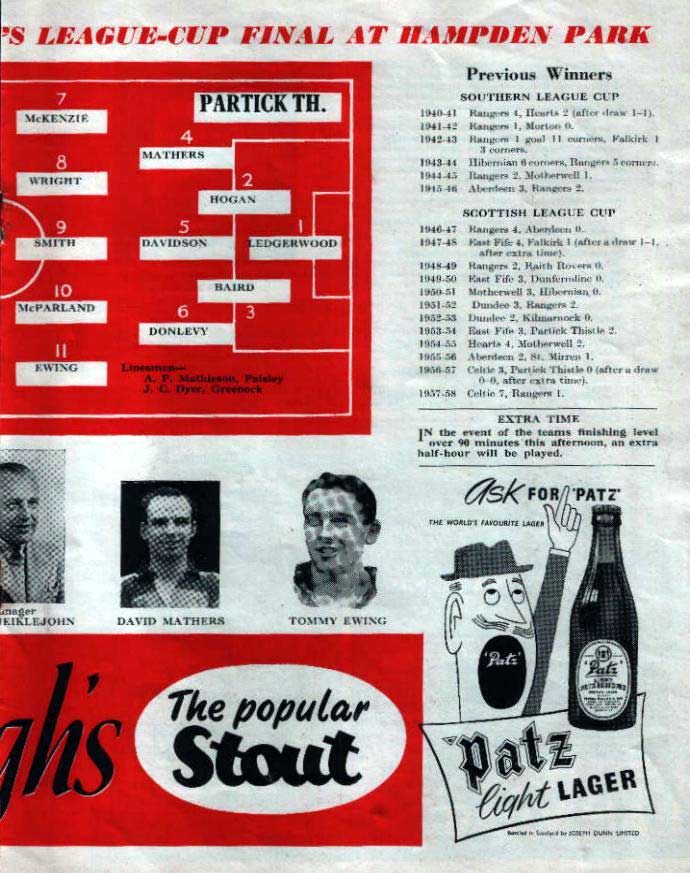 'S LEAGUE-CUP FINAL AT HAMPDEN PARK
PARTICK TH.
7
McKENZIE
4
MATHERS
8
WRIGHT
2
HOGAN
9
SMITH
5
DAVIDSON
1
LEDGERWOOD
10
McPARLAND
BAIRD
3
6
DONLEVY
11
EWING
Linesmen—
A. F. Mathieson, Paisley
J. C. Dyer, Greenock
Previous Winners
SOUTHERN LEAGUE CUP
1940-41 Rangers 4, Hearts 2 (after draw 1-1).
1941-42 Rangers 1, Morton 0.
1942-43 Rangers 1 goal 11 corners, Falkirk 1
3 corners.
1943-44 Hibernian 6 corners, Rangers 5 corners.
1944-45 Rangers 2, Motherwell 1.
1945-46 Aberdeen 3, Rangers 2.
SCOTTISH LEAGUE CUP
1946-47 Rangers 4, Aberdeen 0.
1947-48 East Fife 4, Falkirk 1 (after a draw 1-1,
after extra time).
1948-49 Rangers 2, Raith Rovers 0.
1949-50 East Fife 3, Dunfermline 0.
1950-51 Motherwell 3, Hibernian 0.
1951-52 Dundee 3, Rangers 2.
1952-53 Dundee 2, Kilmarnock 0.
1953-54 East Fife 3, Partick Thistle 2.
1954-55 Hearts 4, Motherwell 2.
1955-56 Aberdeen 2, St. Mirren 1.
1956-57 Celtic 3, Partick Thistle 0 (after a draw
0-0, after extra time).
1957-58 Celtic 7, Rangers 1.
EXTRA TIME
IN the event of the teams finishing level
over 90 minutes this afternoon, an extra
half-hour will be played.
anager
MEIKLEJOHN
DAVID MATHERS
TOMMY EWING
gh's
The popular
Stout
ASK FOR 'PATZ'
THE WORLD'S FAVOURITE LAGER
'Patz'
'Patz'
'Patz
light LAGER
Bottled in Scotland by JOSEPH DUNN LIMITED